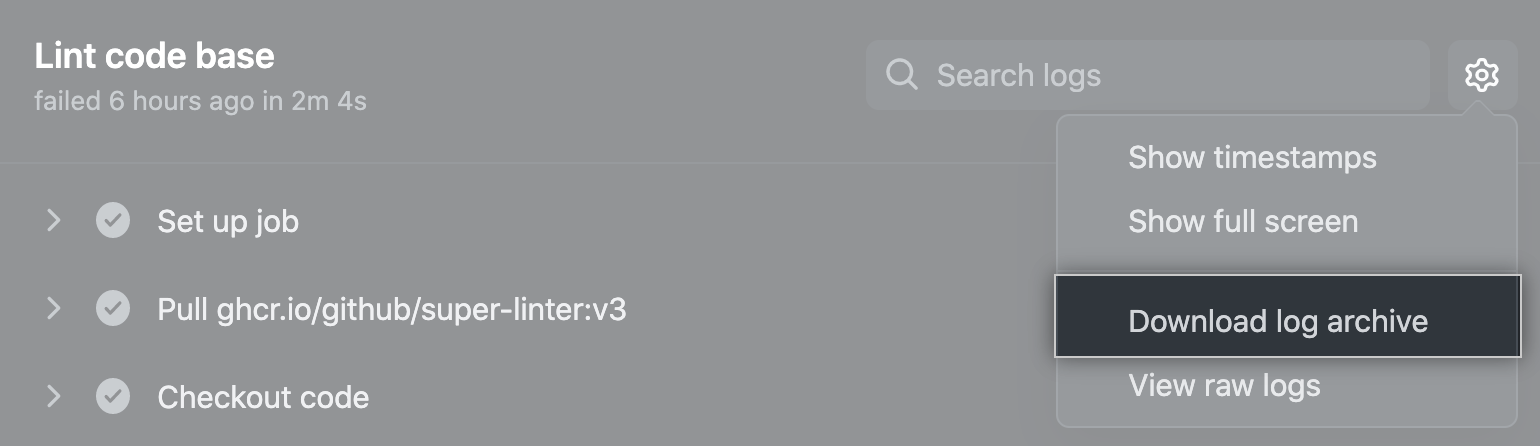 Lint code base
failed 6 hours ago in 2m 4s
Search logs
Show timestamps
Show full screen
Download log archive
View raw logs
Set up job
Pull ghcr.io/github/super-linter:v3
Checkout code